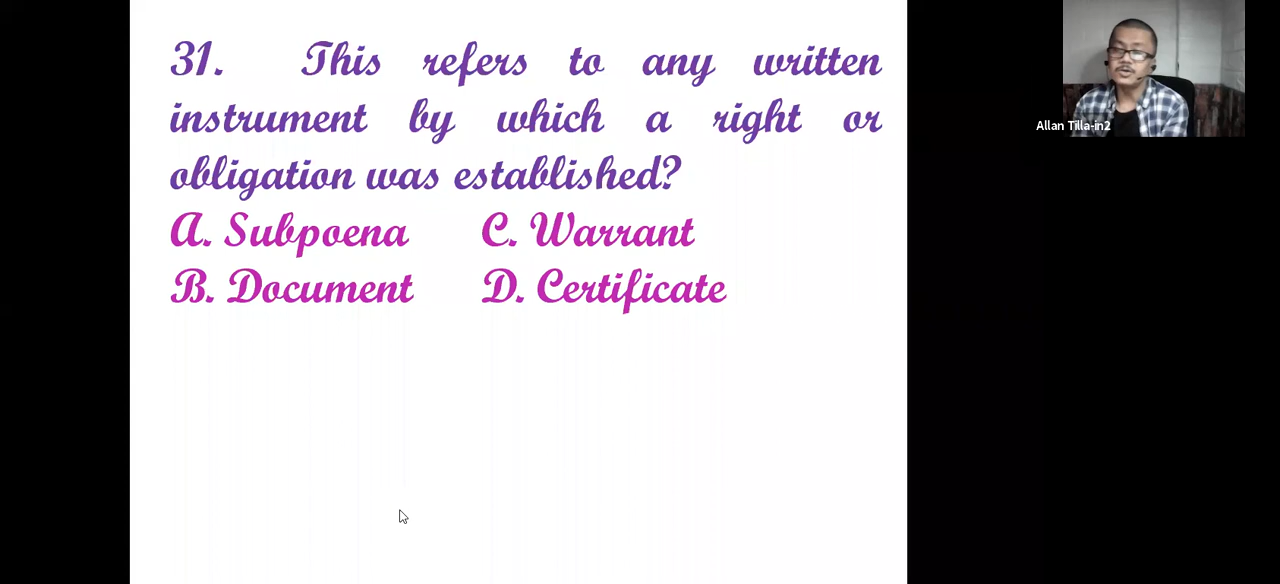 31. This refers to any written
instrument by which a right or
obligation was established?
A. Subpoena C. Warrant
B. Document D. Certificate
Allan Tilla-in2